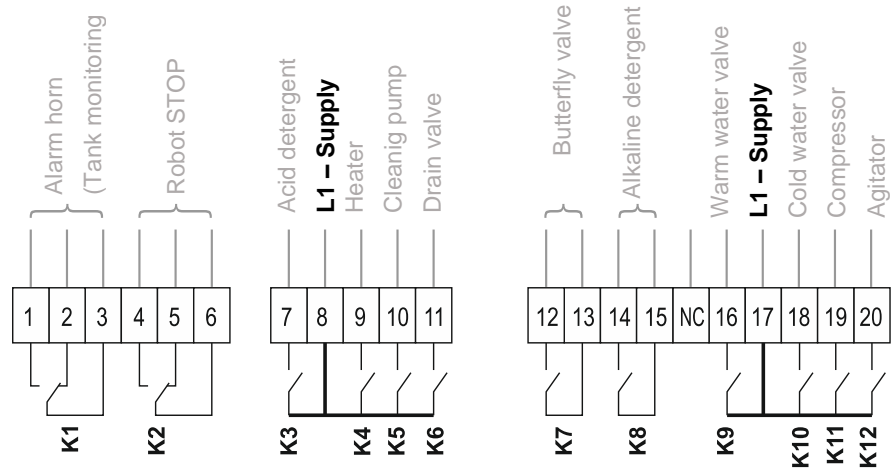 Alarm horn
(Tank monitoring
Robot STOP
Acid detergent
L1 – Supply
Heater
Cleanig pump
Drain valve
Butterfly valve
Alkaline detergent
Warm water valve
L1 – Supply
Cold water valve
Compressor
Agitator
1 2 3 4 5 6
7 8 9 10 11
12 13 14 15 NC 16 17 18 19 20
K1 K2 K3 K4 K5 K6 K7 K8 K9 K10 K11 K12